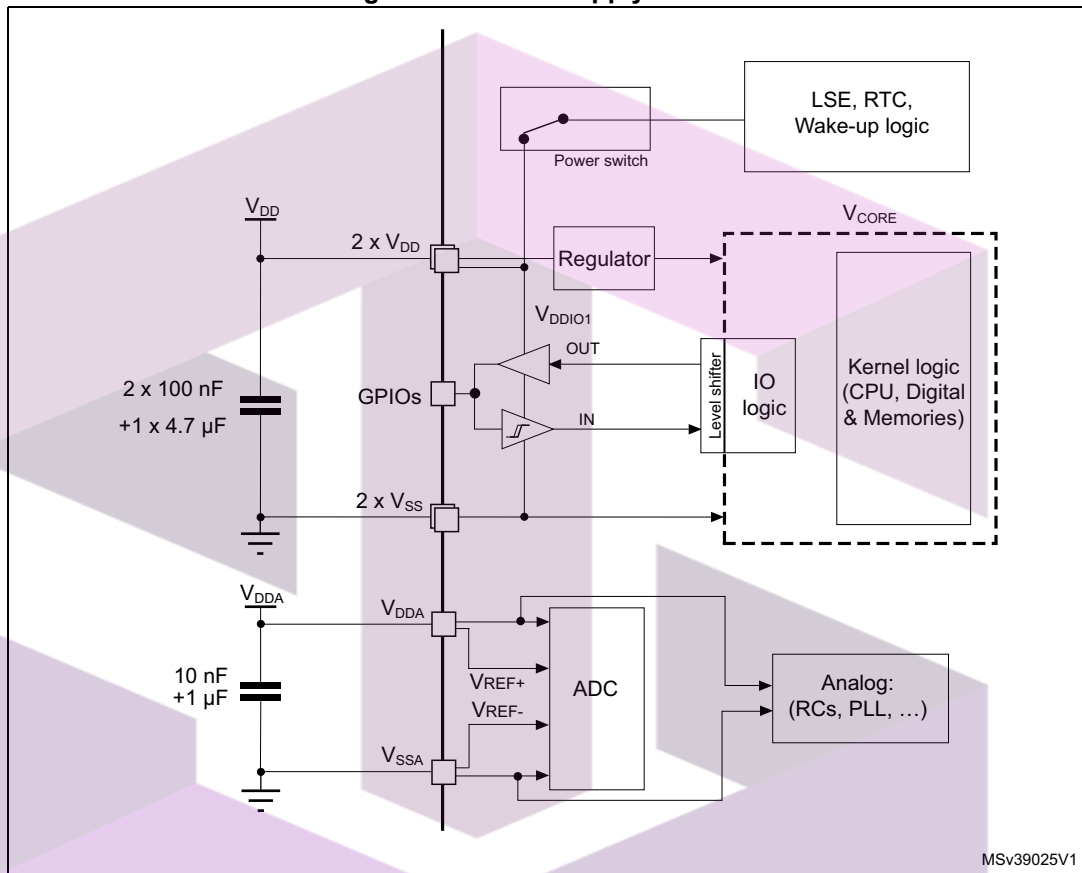 supply
LSE, RTC,
Wake-up logic
Power switch
VDD
VCORE
2 x VDD
Regulator
VDDIO1
OUT
2 x 100 nF
+1 x 4.7 µF
GPIOs
Level shifter
IO
logic
Kernel logic
(CPU, Digital
& Memories)
IN
2 x VSS
VDDA
VDDA
10 nF
+1 µF
VREF+
VREF-
ADC
Analog:
(RCs, PLL, …)
VSSA
MSv39025V1